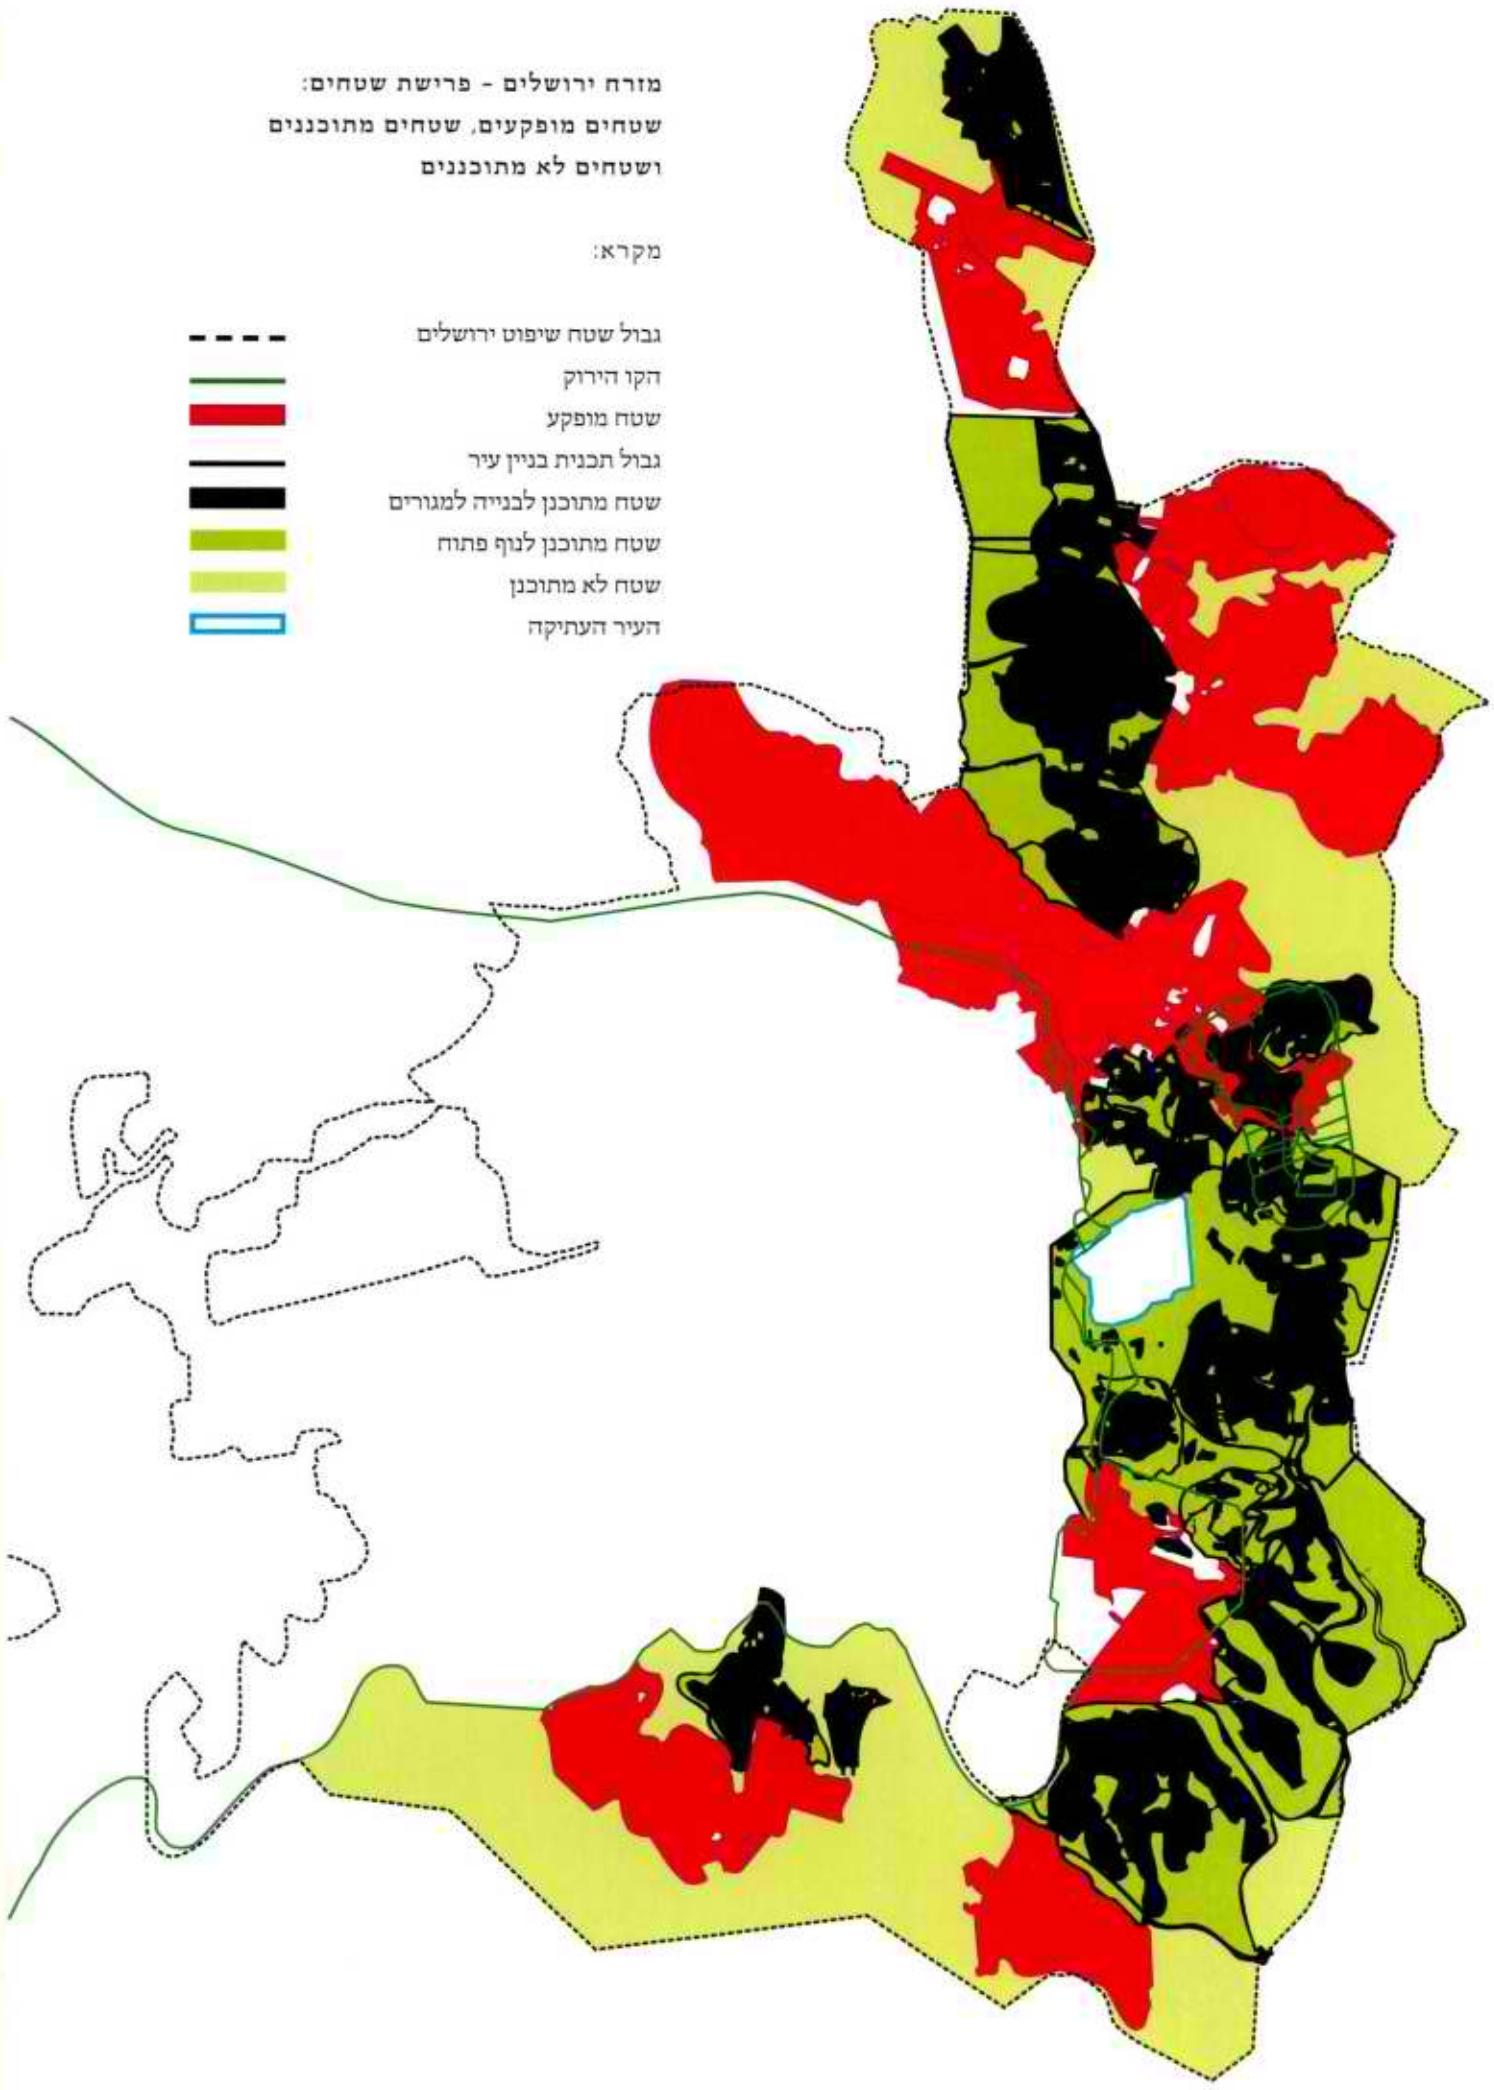 מזרח ירושלים - פרישת שטחים:
שטחים מופקעים, שטחים מתוכננים
ושטחים לא מתוכננים
מקרא:
גבול שטח שיפוט ירושלים
הקו הירוק
שטח מופקע
גבול תכנית בניין עיר
שטח מתוכנן לבנייה למגורים
שטח מתוכנן לנוף פתוח
שטח לא מתוכנן
העיר העתיקה